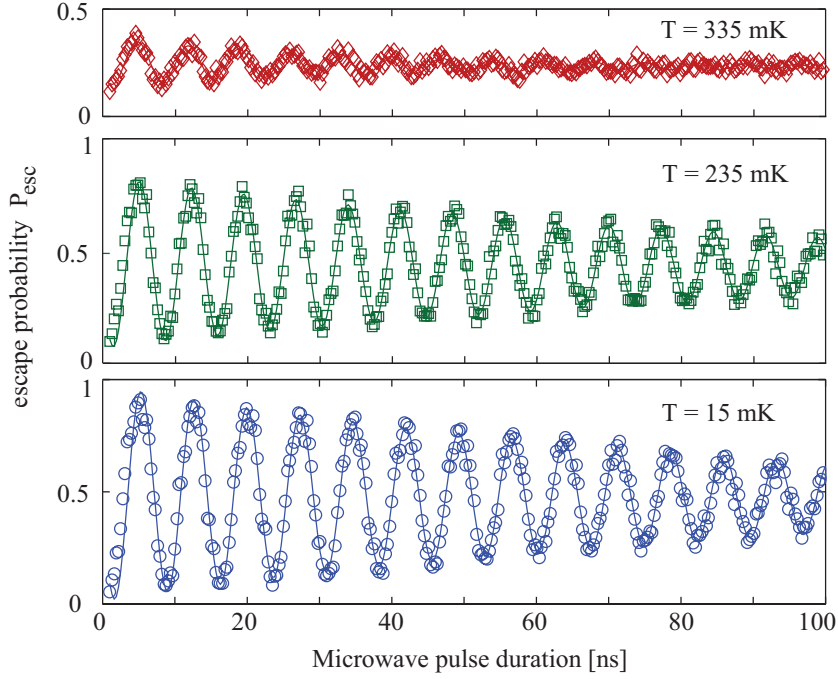 0.5
T = 335 mK
0
1
T = 235 mK
0.5
0
escape probability P_esc
1
T = 15 mK
0.5
0
0 20 40 60 80 100
Microwave pulse duration [ns]